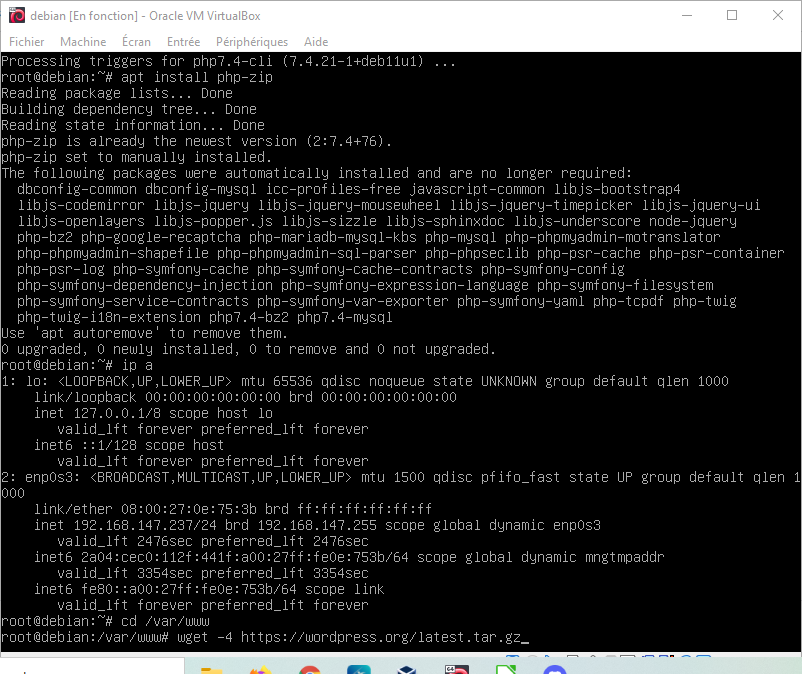 debian [En fonction] - Oracle VM VirtualBox
Fichier Machine Écran Entrée Périphériques Aide
Processing triggers for php7.4-cli (7.4.21-1+deb11u1) ...
root@debian:~# apt install php-zip
Reading package lists... Done
Building dependency tree... Done
Reading state information... Done
php-zip is already the newest version (2:7.4+76).
php-zip set to manually installed.
The following packages were automatically installed and are no longer required:
  dbconfig-common dbconfig-mysql icc-profiles-free javascript-common libjs-bootstrap4
  libjs-codemirror libjs-jquery libjs-jquery-mousewheel libjs-jquery-timepicker libjs-jquery-ui
  libjs-openlayers libjs-popper.js libjs-sizzle libjs-sphinxdoc libjs-underscore node-jquery
  php-bz2 php-google-recaptcha php-mariadb-mysql-kbs php-mysql php-phpmyadmin-motranslator
  php-phpmyadmin-shapefile php-phpmyadmin-sql-parser php-phpseclib php-psr-cache php-psr-container
  php-psr-log php-symfony-cache php-symfony-cache-contracts php-symfony-config
  php-symfony-dependency-injection php-symfony-expression-language php-symfony-filesystem
  php-symfony-service-contracts php-symfony-var-exporter php-symfony-yaml php-tcpdf php-twig
  php-twig-i18n-extension php7.4-bz2 php7.4-mysql
Use 'apt autoremove' to remove them.
0 upgraded, 0 newly installed, 0 to remove and 0 not upgraded.
root@debian:~# ip a
1: lo: <LOOPBACK,UP,LOWER_UP> mtu 65536 qdisc noqueue state UNKNOWN group default qlen 1000
    link/loopback 00:00:00:00:00:00 brd 00:00:00:00:00:00
    inet 127.0.0.1/8 scope host lo
       valid_lft forever preferred_lft forever
    inet6 ::1/128 scope host
       valid_lft forever preferred_lft forever
2: enp0s3: <BROADCAST,MULTICAST,UP,LOWER_UP> mtu 1500 qdisc pfifo_fast state UP group default qlen 1
000
    link/ether 08:00:27:0e:75:3b brd ff:ff:ff:ff:ff:ff
    inet 192.168.147.237/24 brd 192.168.147.255 scope global dynamic enp0s3
       valid_lft 2476sec preferred_lft 2476sec
    inet6 2a04:cec0:112f:441f:a00:27ff:fe0e:753b/64 scope global dynamic mngtmpaddr
       valid_lft 3354sec preferred_lft 3354sec
    inet6 fe80::a00:27ff:fe0e:753b/64 scope link
       valid_lft forever preferred_lft forever
root@debian:~# cd /var/www
root@debian:/var/www# wget -4 https://wordpress.org/latest.tar.gz_